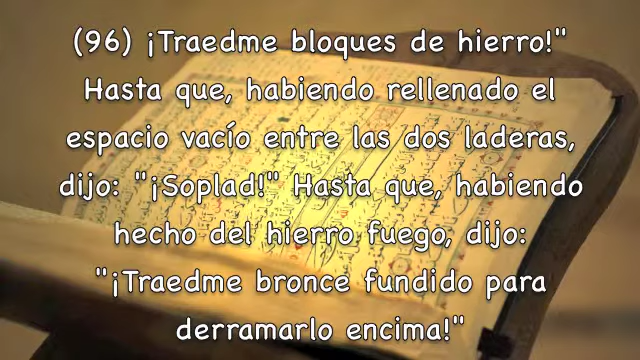 (96) ¡Traedme bloques de hierro!"
Hasta que, habiendo rellenado el
espacio vacío entre las dos laderas,
dijo: "¡Soplad!" Hasta que, habiendo
hecho del hierro fuego, dijo:
"¡Traedme bronce fundido para
derramarlo encima!"